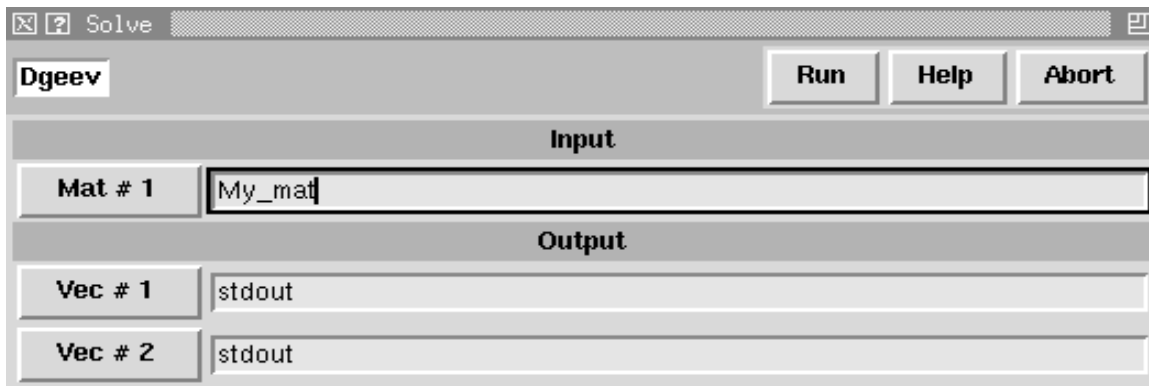 Solve
Dgeev Run Help Abort
Input
Mat # 1 My_mat
Output
Vec # 1 stdout
Vec # 2 stdout